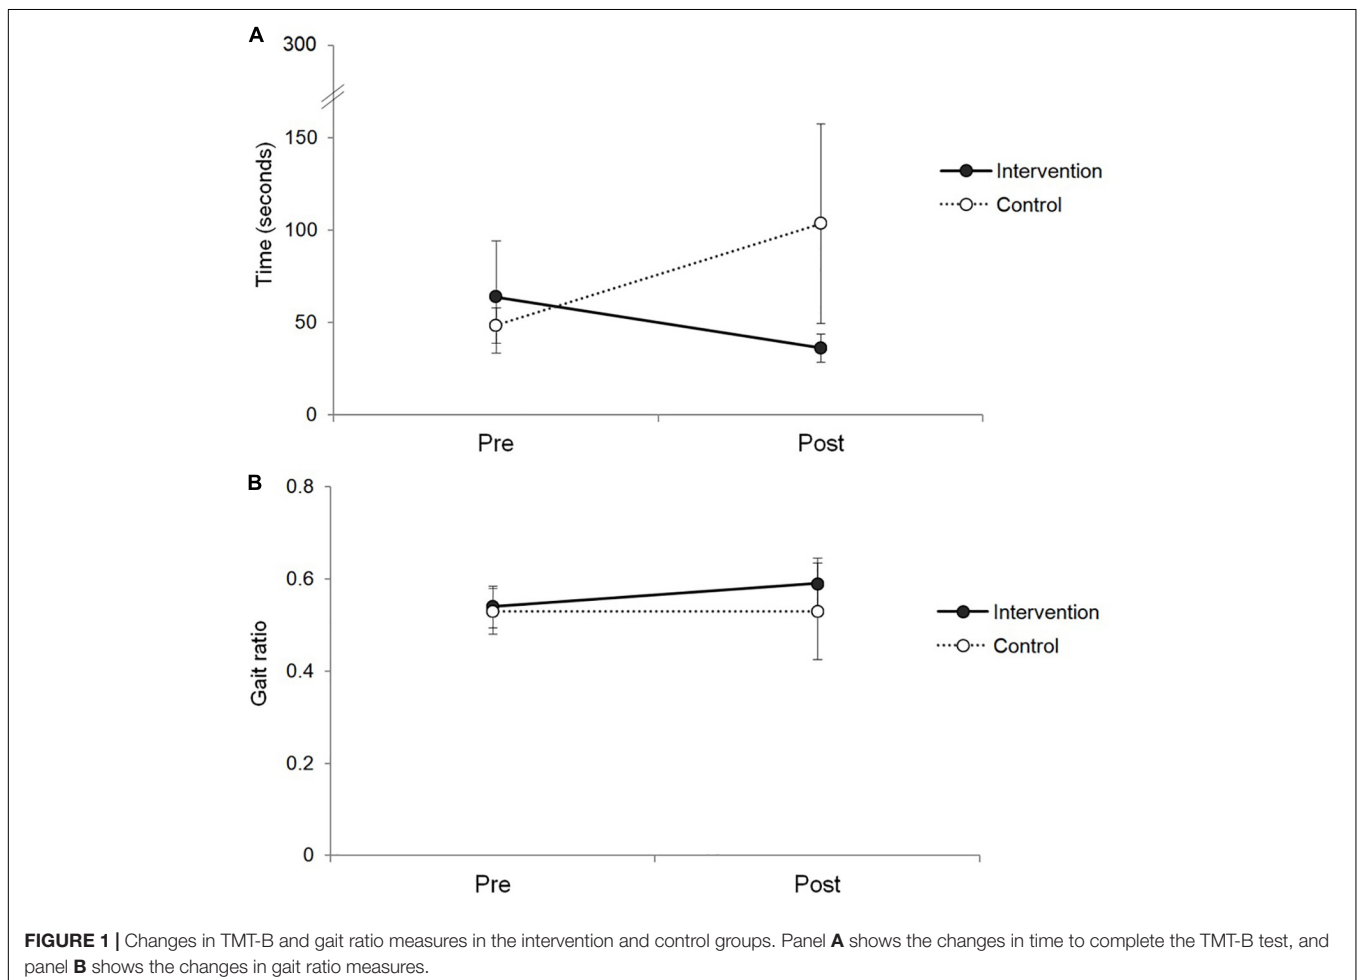 A
300
150
100
50
0
Time (seconds)
Pre
Post
Intervention
Control
B
0.8
0.6
0.4
0.2
0
Gait ratio
Pre
Post
Intervention
Control
FIGURE 1 | Changes in TMT-B and gait ratio measures in the intervention and control groups. Panel A shows the changes in time to complete the TMT-B test, and
panel B shows the changes in gait ratio measures.